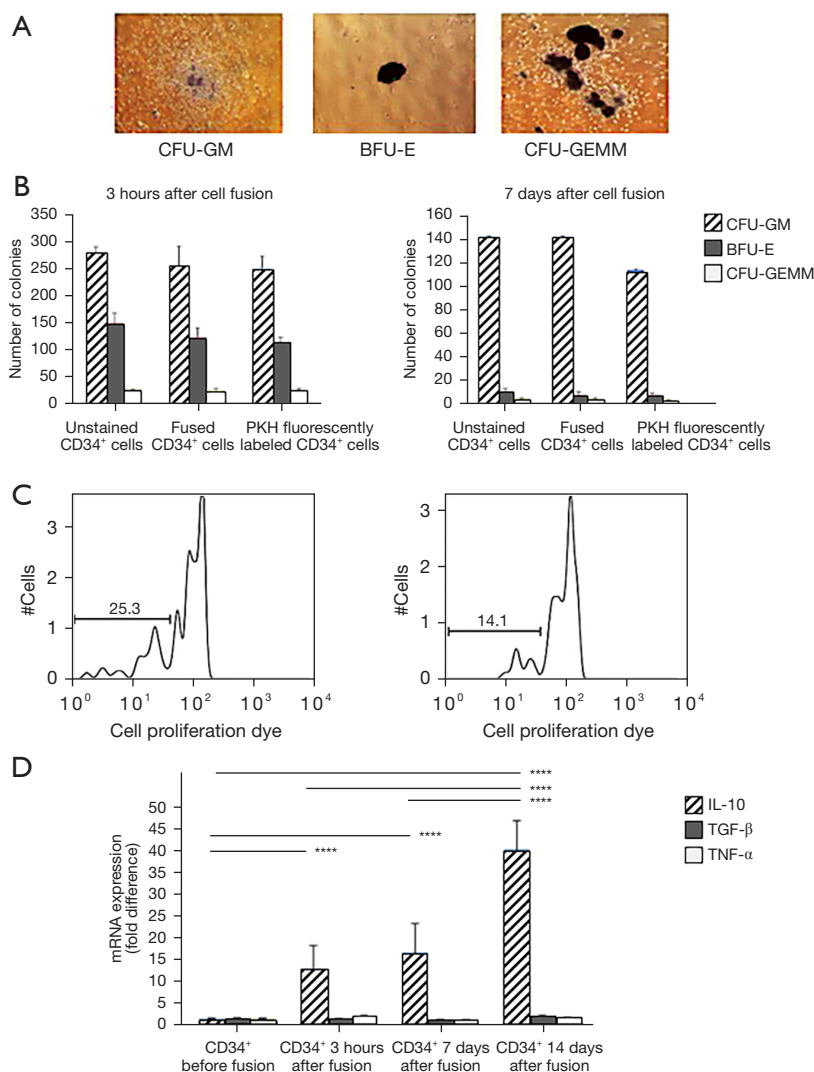 A
CFU-GM
BFU-E
CFU-GEMM
B
3 hours after cell fusion
Number of colonies
350
300
250
200
150
100
50
0
Unstained
CD34⁺ cells
Fused
CD34⁺ cells
PKH fluorescently
labeled CD34⁺ cells
7 days after cell fusion
Number of colonies
160
140
120
100
80
60
40
20
0
Unstained
CD34⁺ cells
Fused
CD34⁺ cells
PKH fluorescently
labeled CD34⁺ cells
CFU-GM
BFU-E
CFU-GEMM
C
#Cells
3
2
1
0
25.3
10⁰ 10¹ 10² 10³ 10⁴
Cell proliferation dye
#Cells
3
2
1
0
14.1
10⁰ 10¹ 10² 10³ 10⁴
Cell proliferation dye
D
mRNA expression
(fold difference)
50
45
40
35
30
25
20
15
10
5
0
****
****
****
****
****
CD34⁺
before fusion
CD34⁺ 3 hours
after fusion
CD34⁺ 7 days
after fusion
CD34⁺ 14 days
after fusion
IL-10
TGF-β
TNF-α